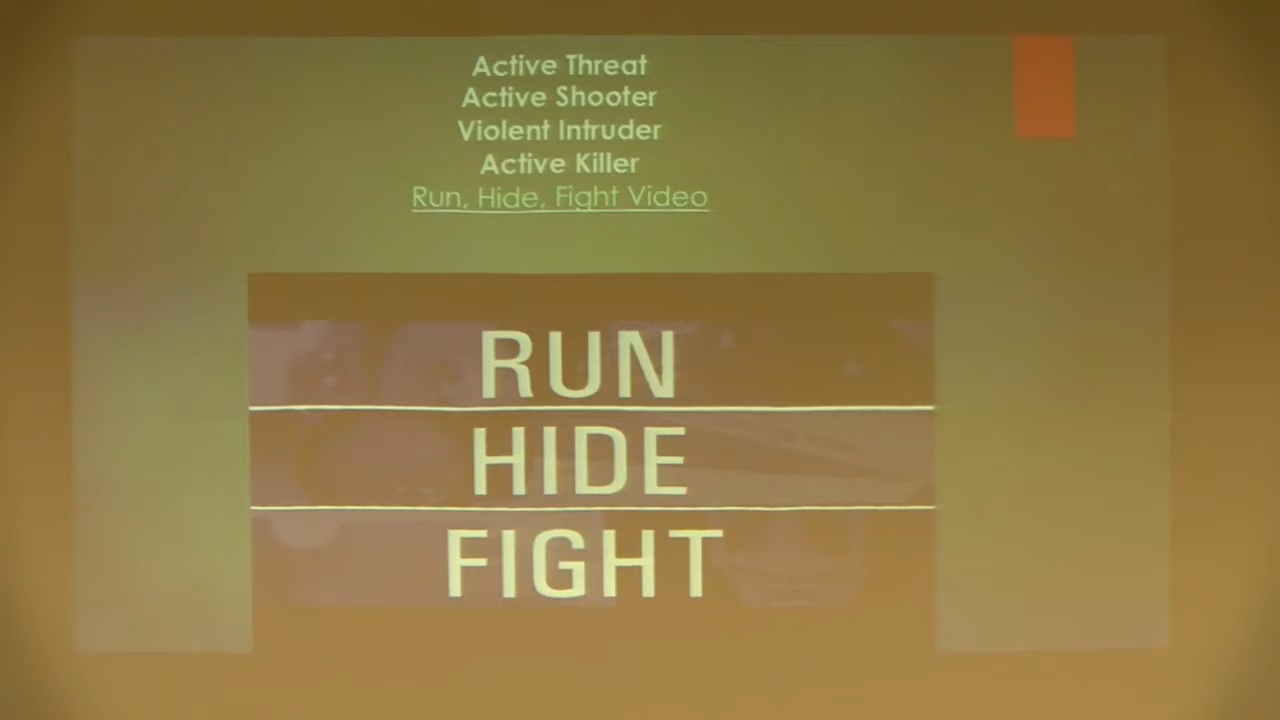 Active Threat
Active Shooter
Violent Intruder
Active Killer
Run, Hide, Fight Video
RUN
HIDE
FIGHT